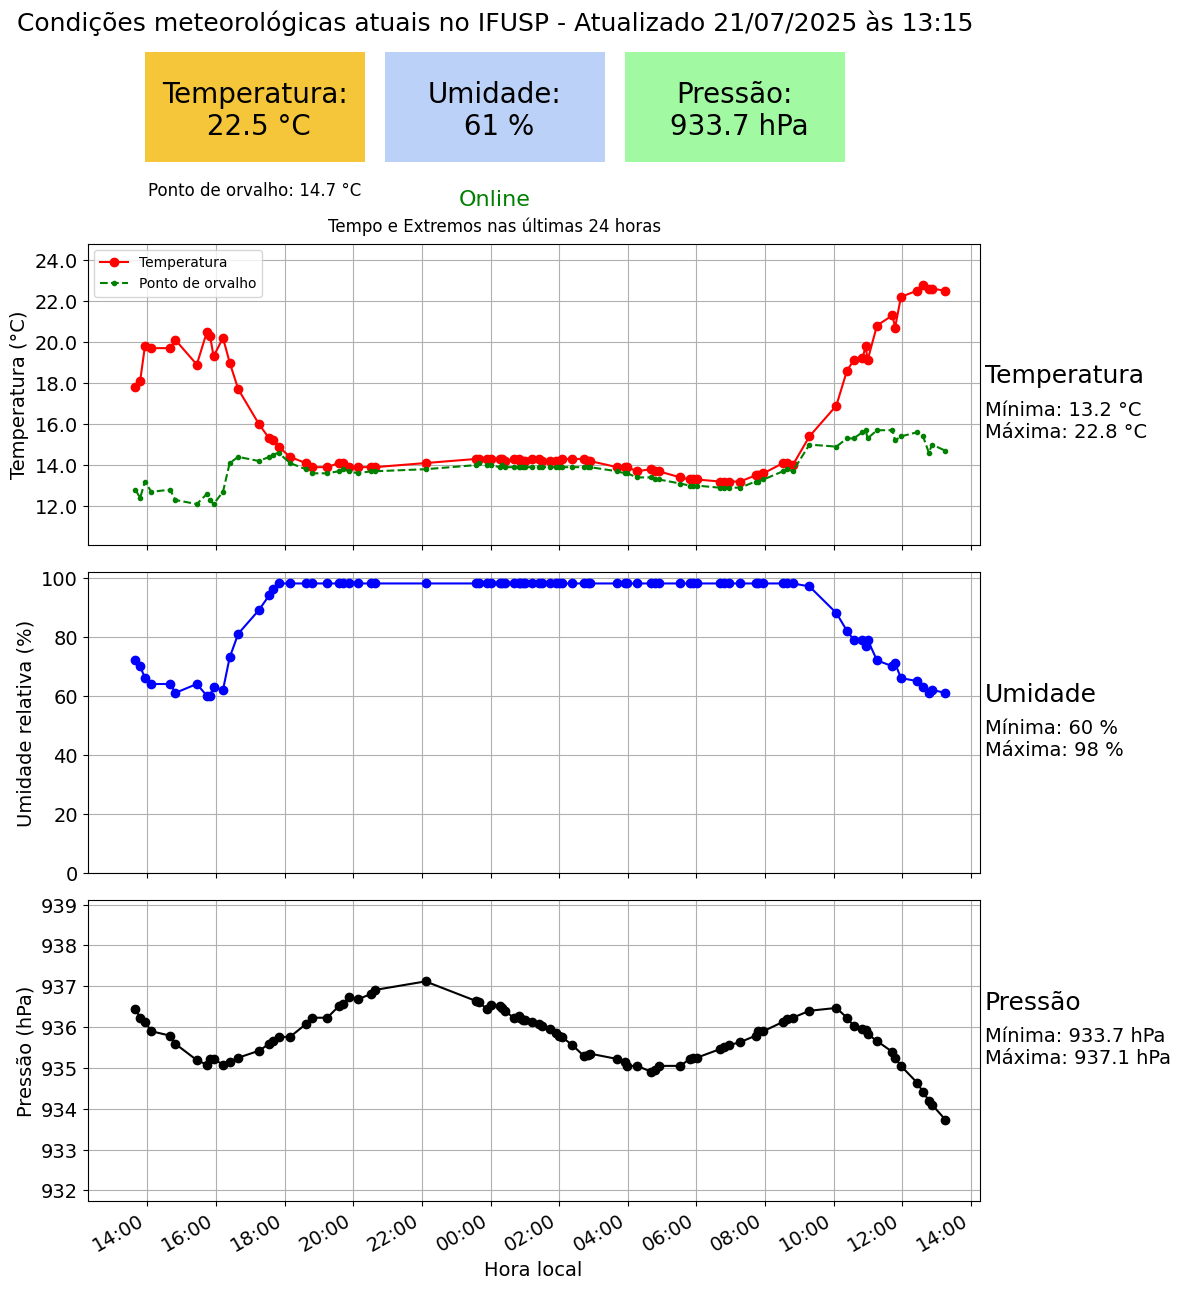 Condições meteorológicas atuais no IFUSP - Atualizado 21/07/2025 às 13:15
Temperatura:
22.5 °C
Umidade:
61 %
Pressão:
933.7 hPa
Ponto de orvalho: 14.7 °C
Online
Tempo e Extremos nas últimas 24 horas
Temperatura
Ponto de orvalho
Temperatura (°C)
24.0
22.0
20.0
18.0
16.0
14.0
12.0
Temperatura
Mínima: 13.2 °C
Máxima: 22.8 °C
Umidade relativa (%)
100
80
60
40
20
0
Umidade
Mínima: 60 %
Máxima: 98 %
Pressão (hPa)
939
938
937
936
935
934
933
932
Pressão
Mínima: 933.7 hPa
Máxima: 937.1 hPa
14:00 16:00 18:00 20:00 22:00 00:00 02:00 04:00 06:00 08:00 10:00 12:00 14:00
Hora local